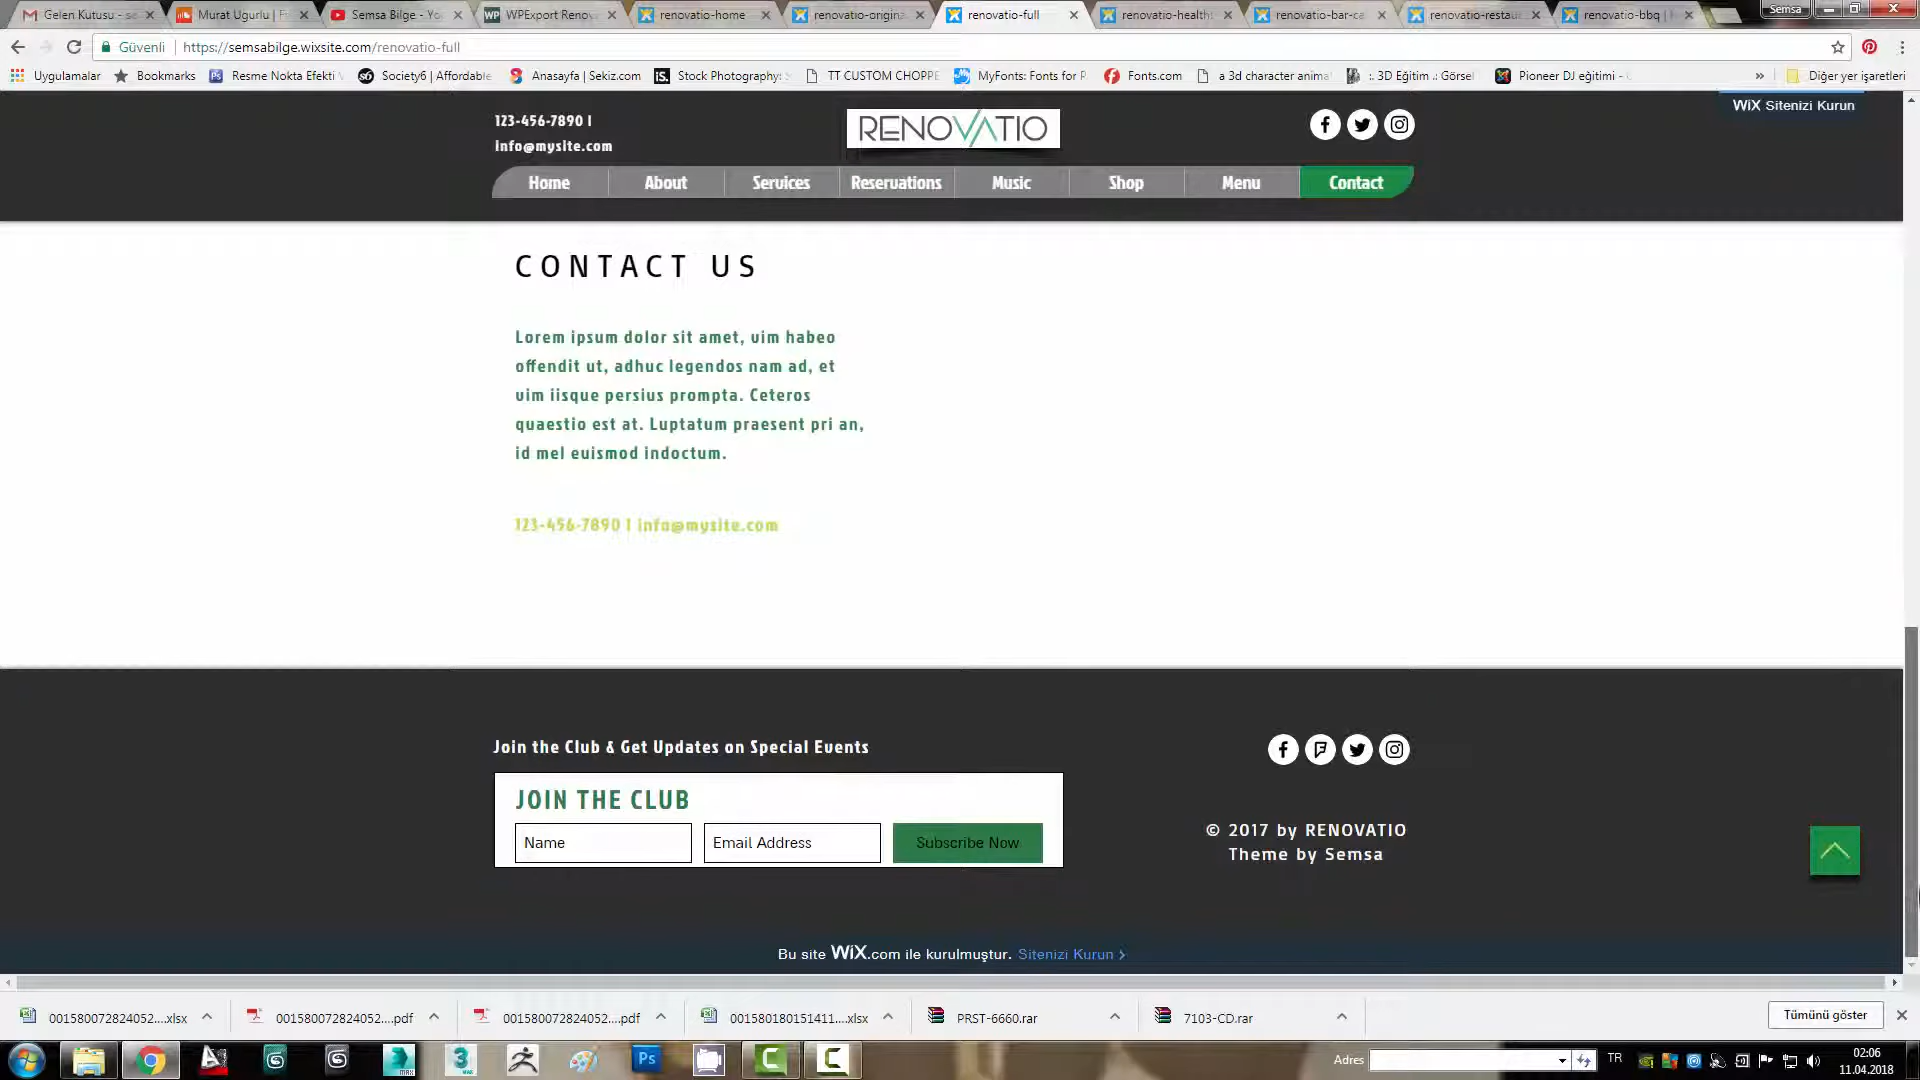 Gelen Kutusu - se
Murat Ugurlu | F
Semsa Bilge - Yo
WPExport Renov
renovatio-home
renovatio-origina
renovatio-full
renovatio-health
renovatio-bar-ca
renovatio-restau
renovatio-bbq |
Semsa
Güvenli
https://semsabilge.wixsite.com/renovatio-full
Uygulamalar
Bookmarks
Resme Nokta Efekti
Society6 | Affordable
Anasayfa | Sekiz.com
Stock Photography:
TT CUSTOM CHOPPE
MyFonts: Fonts for P
Fonts.com
a 3d character anima
:. 3D Eğitim .: Görsel
Pioneer DJ eğitimi -
»
Diğer yer işaretleri
WiX Sitenizi Kurun
123-456-7890 |
info@mysite.com
RENOVATIO
Home
About
Services
Reservations
Music
Shop
Menu
Contact
CONTACT US
Lorem ipsum dolor sit amet, vim habeo
offendit ut, adhuc legendos nam ad, et
vim iisque persius prompta. Ceteros
quaestio est at. Luptatum praesent pri an,
id mel euismod indoctum.
123-456-7890 | info@mysite.com
Join the Club & Get Updates on Special Events
JOIN THE CLUB
Name
Email Address
Subscribe Now
© 2017 by RENOVATIO
Theme by Semsa
Bu site WiX.com ile kurulmuştur. Sitenizi Kurun >
001580072824052....xlsx
001580072824052....pdf
001580072824052....pdf
001580180151411....xlsx
PRST-6660.rar
7103-CD.rar
Tümünü göster
Adres
TR
02:06
11.04.2018